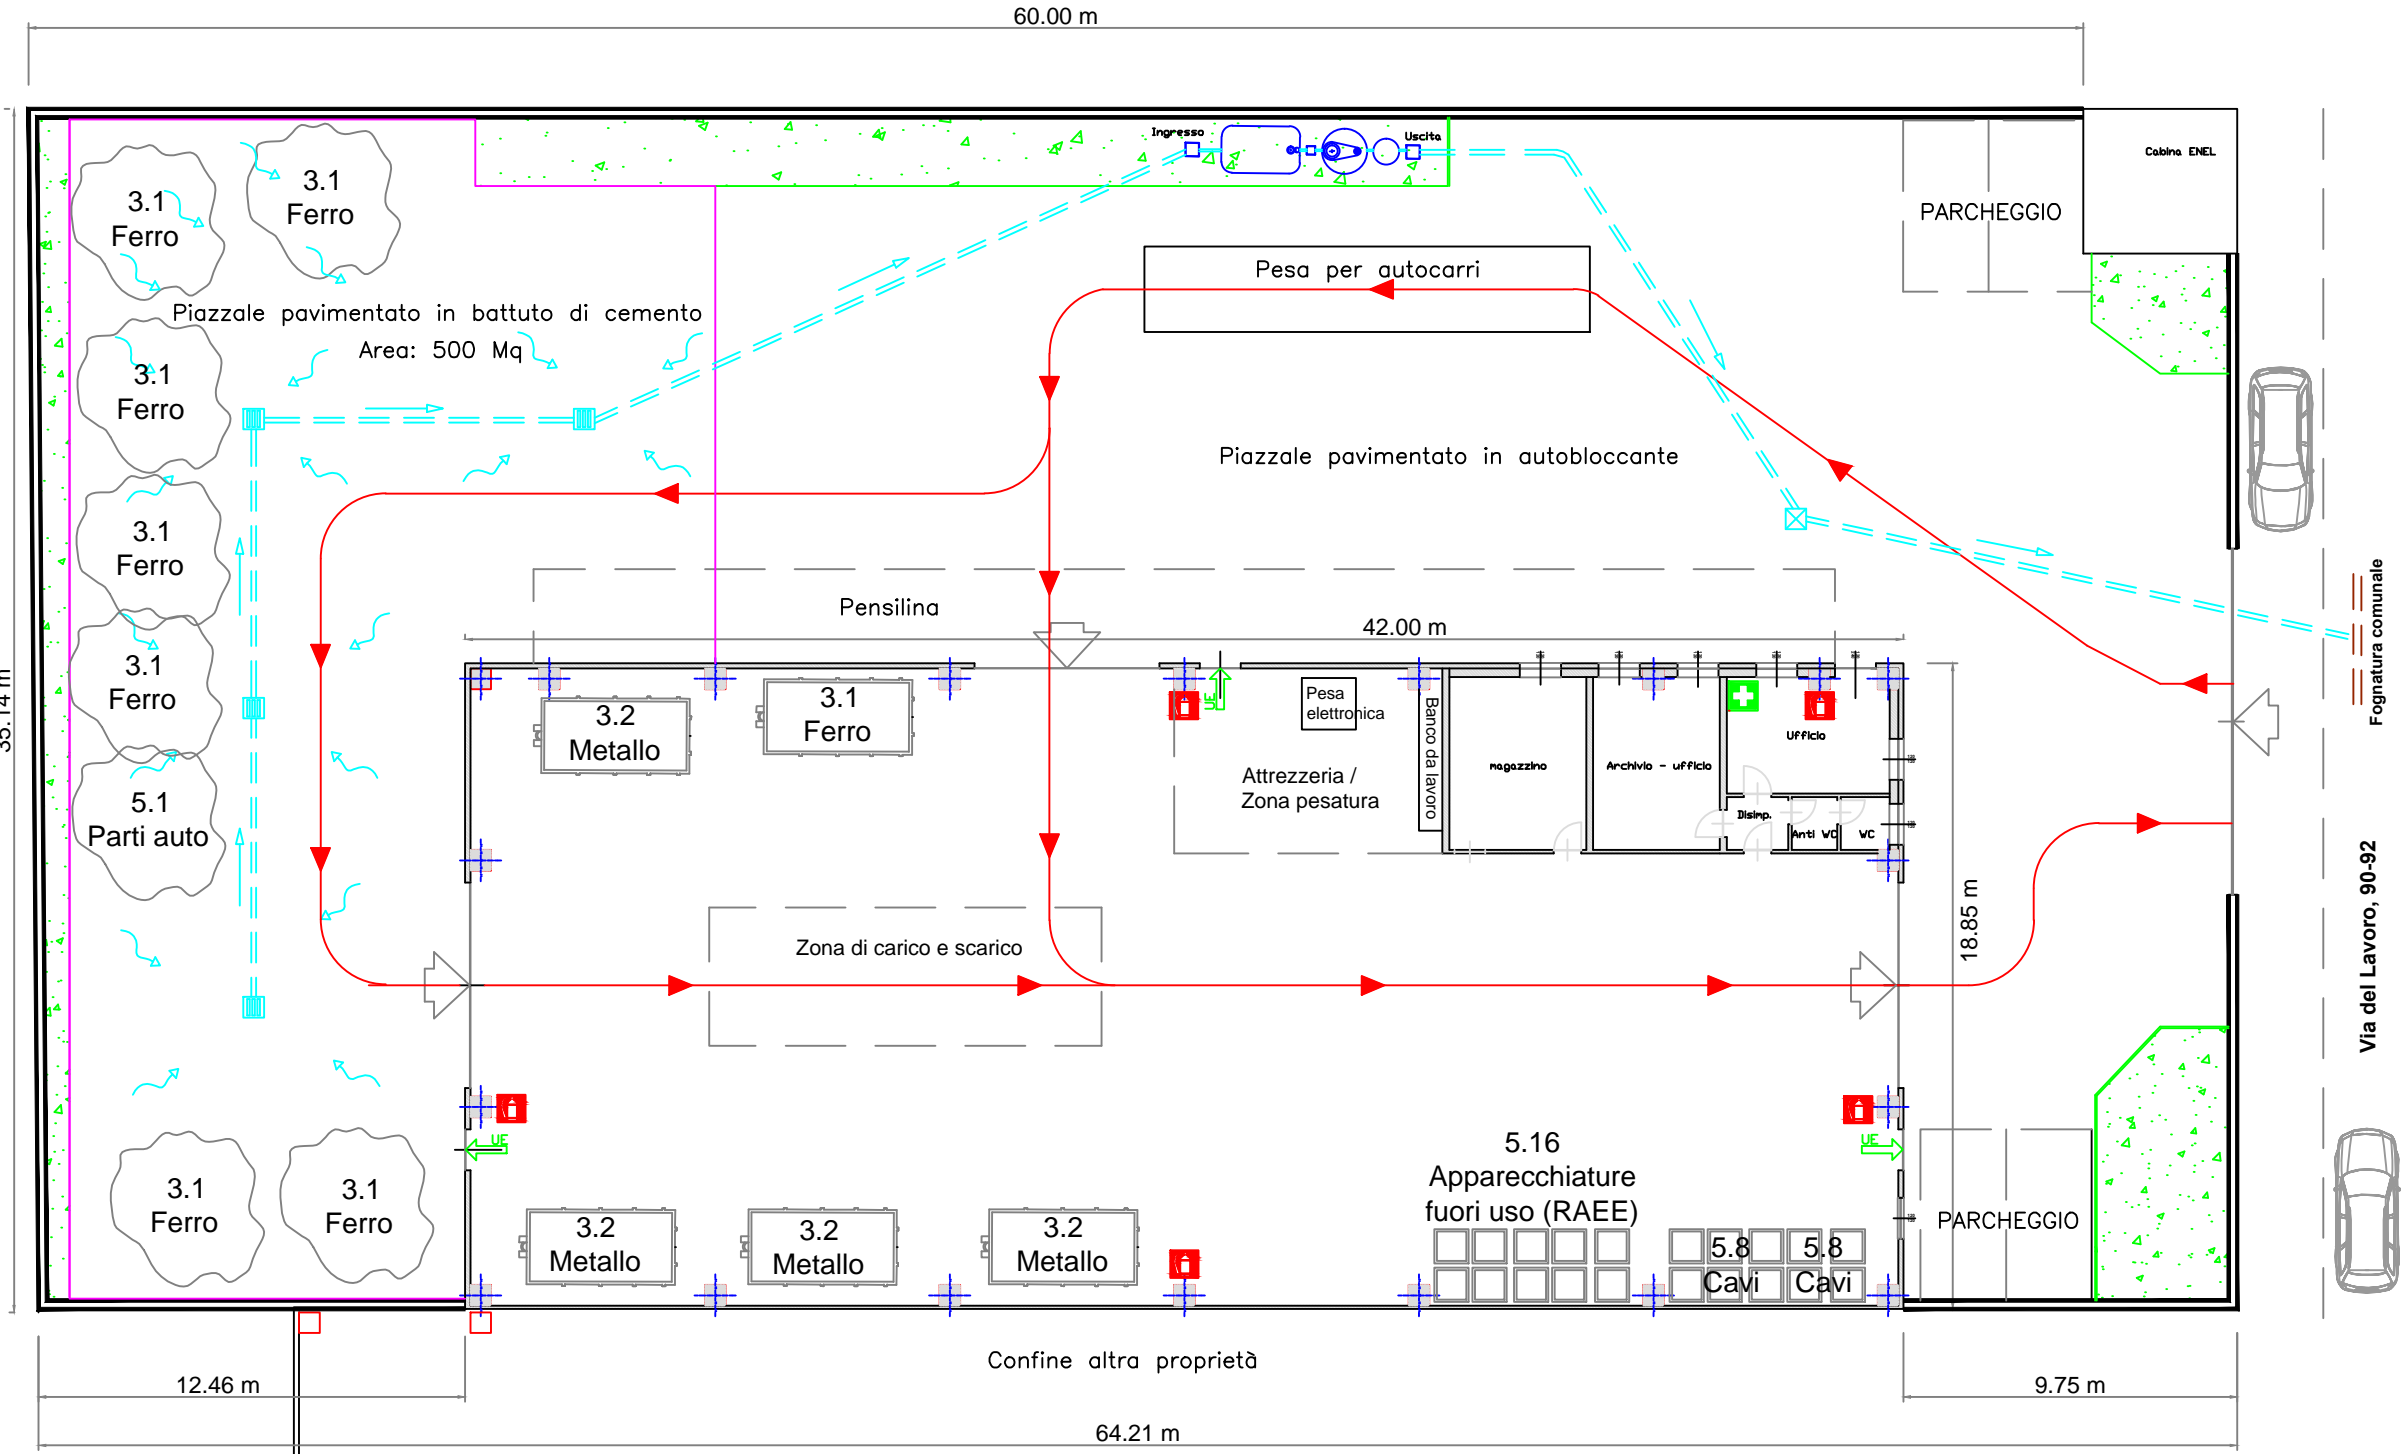 60.00 m
Ingresso
Uscita
Cabina ENEL
3.1
Ferro
3.1
Ferro
PARCHEGGIO
Pesa per autocarri
Piazzale pavimentato in battuto di cemento
Area: 500 Mq
3.1
Ferro
Piazzale pavimentato in autobloccante
3.1
Ferro
Pensilina
42.00 m
Fognatura comunale
35.14 m
3.1
Ferro
3.2
Metallo
3.1
Ferro
UE
Pesa
elettronica
Banco da lavoro
magazzino
Archivio - ufficio
Ufficio
Attrezzeria /
Zona pesatura
Disimp.
Anti WC
WC
5.1
Parti auto
Zona di carico e scarico
18.85 m
Via del Lavoro, 90-92
UE
UE
5.16
Apparecchiature
fuori uso (RAEE)
3.1
Ferro
3.1
Ferro
3.2
Metallo
3.2
Metallo
3.2
Metallo
5.8
Cavi
5.8
Cavi
PARCHEGGIO
Confine altra proprietà
12.46 m
9.75 m
64.21 m